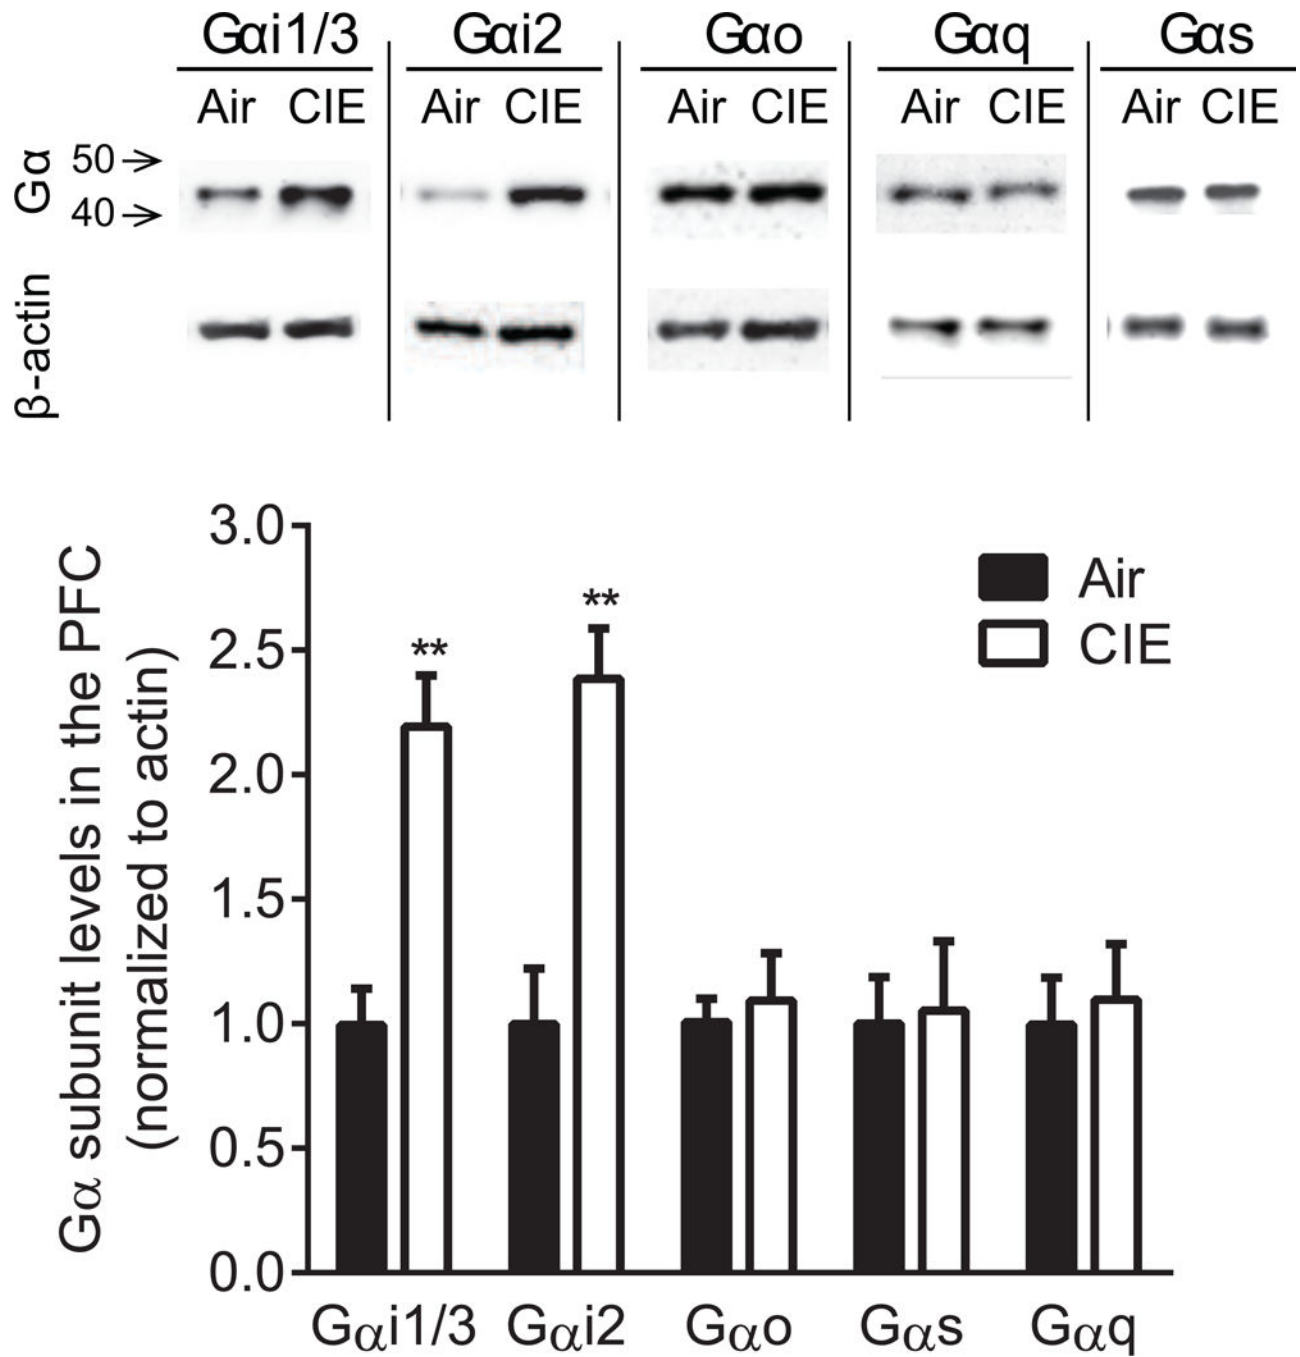 Gαi1/3 Gαi2 Gαo Gαq Gαs
Air CIE Air CIE Air CIE Air CIE Air CIE
Gα
50
40
β-actin
Gα subunit levels in the PFC
(normalized to actin)
3.0
2.5
2.0
1.5
1.0
0.5
0.0
**
**
Air
CIE
Gαi1/3 Gαi2 Gαo Gαs Gαq